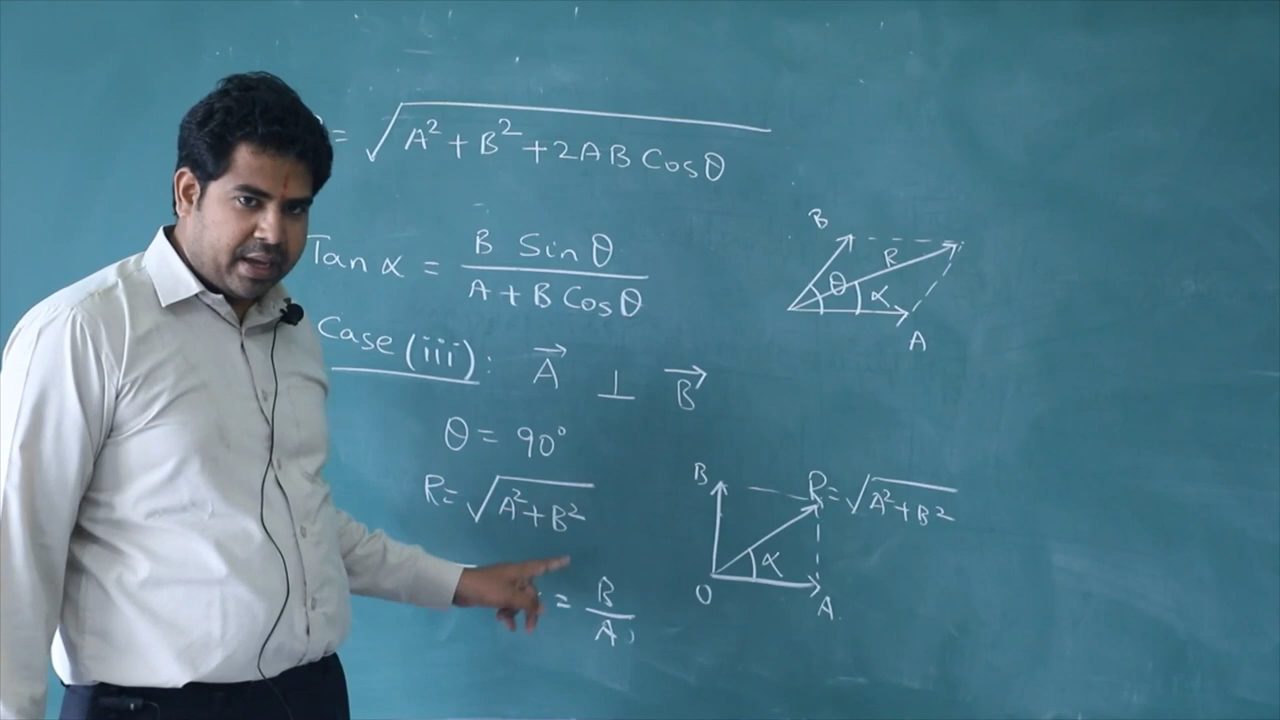 = √A²+B²+2AB Cosθ
Tan α = B Sinθ / A+B Cosθ
Case (iii): A⃗ ⊥ B⃗
θ = 90°
R= √A²+B²
= B / A
B
R
θ
α
A
B
R= √A²+B²
α
O
A